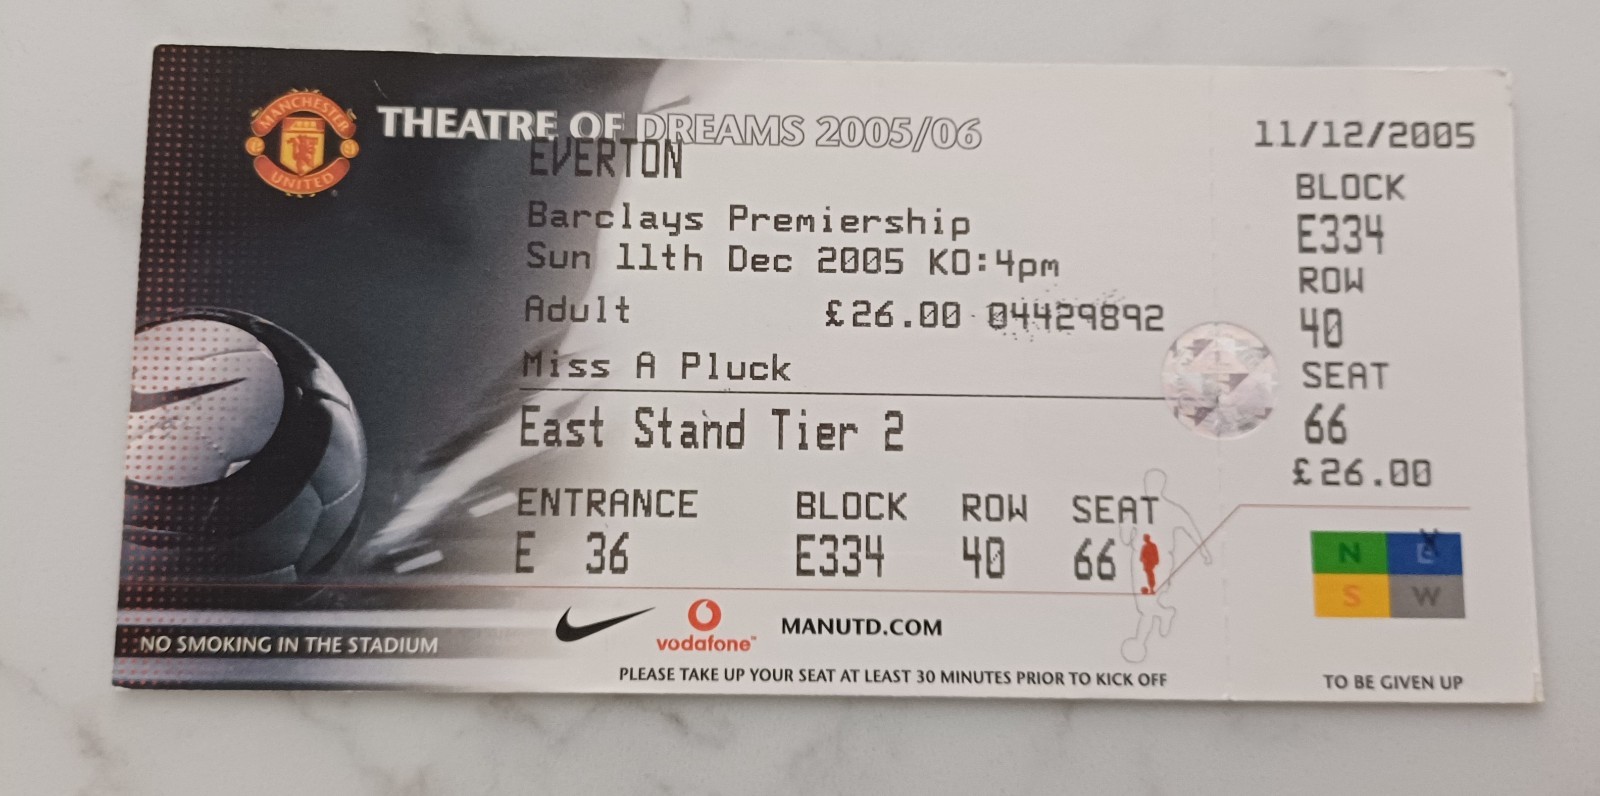 MANCHESTER
UNITED
THEATRE OF DREAMS 2005/06
EVERTON
Barclays Premiership
Sun 11th Dec 2005 KO:4pm
Adult £26.00 04429892
Miss A Pluck
East Stand Tier 2
ENTRANCE BLOCK ROW SEAT
E 36 E334 40 66
NO SMOKING IN THE STADIUM
vodafone™
MANUTD.COM
PLEASE TAKE UP YOUR SEAT AT LEAST 30 MINUTES PRIOR TO KICK OFF
11/12/2005
BLOCK
E334
ROW
40
SEAT
66
£26.00
N E
S W
TO BE GIVEN UP